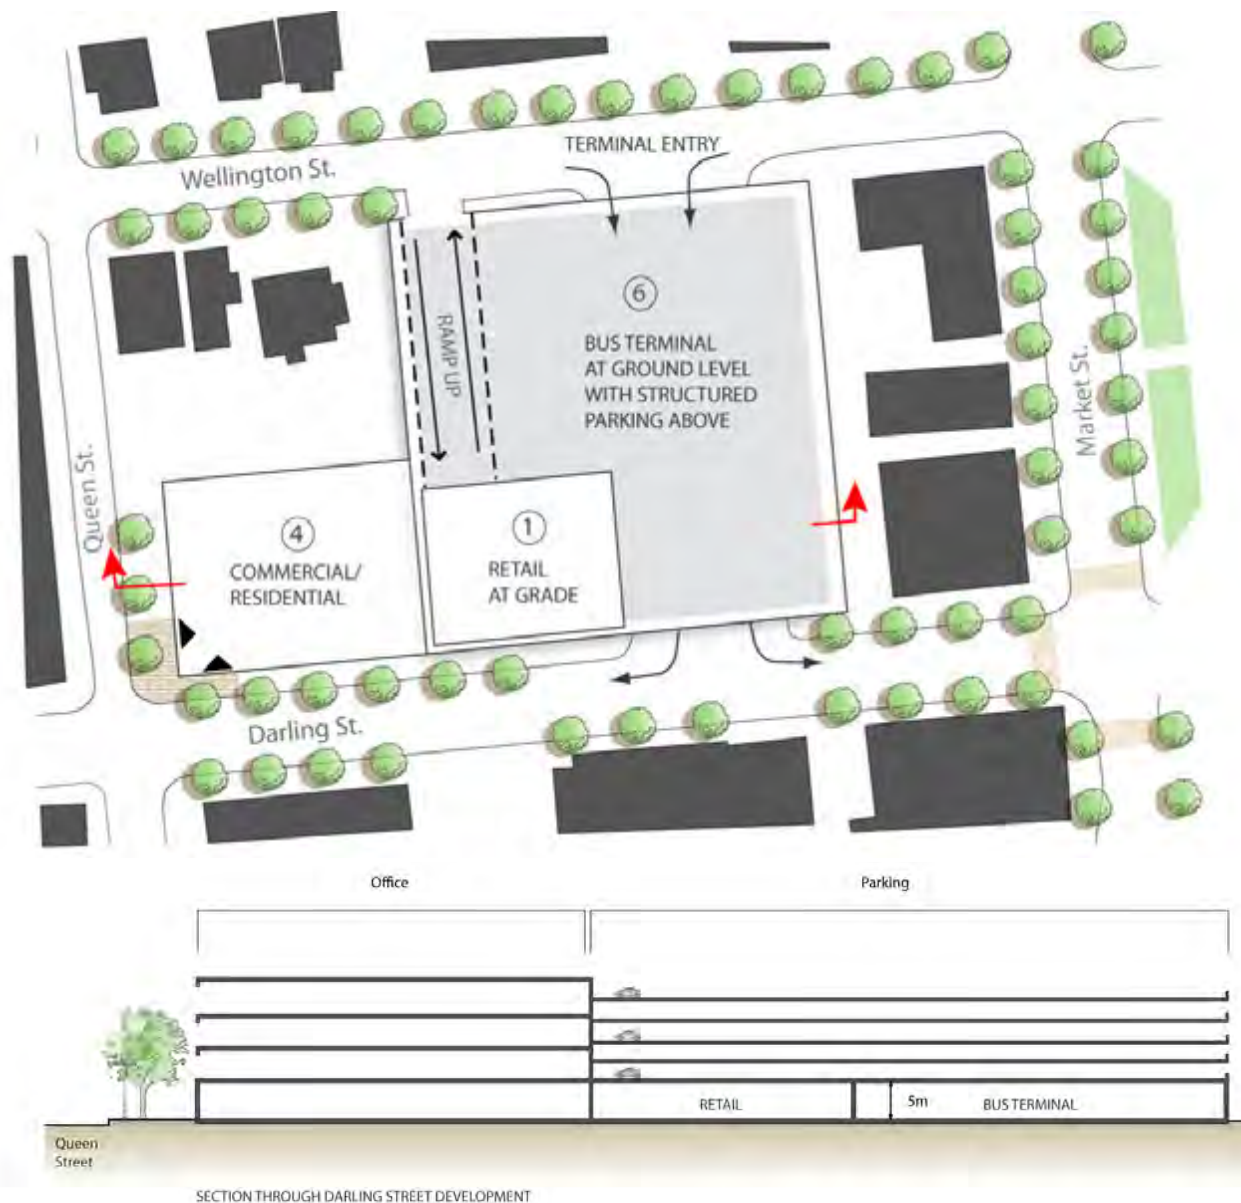 TERMINAL ENTRY
Wellington St.
6
RAMP UP
BUS TERMINAL
AT GROUND LEVEL
WITH STRUCTURED
PARKING ABOVE
Market St.
Queen St.
4
COMMERCIAL/
RESIDENTIAL
1
RETAIL
AT GRADE
Darling St.
Office
Parking
RETAIL
5m
BUS TERMINAL
Queen
Street
SECTION THROUGH DARLING STREET DEVELOPMENT